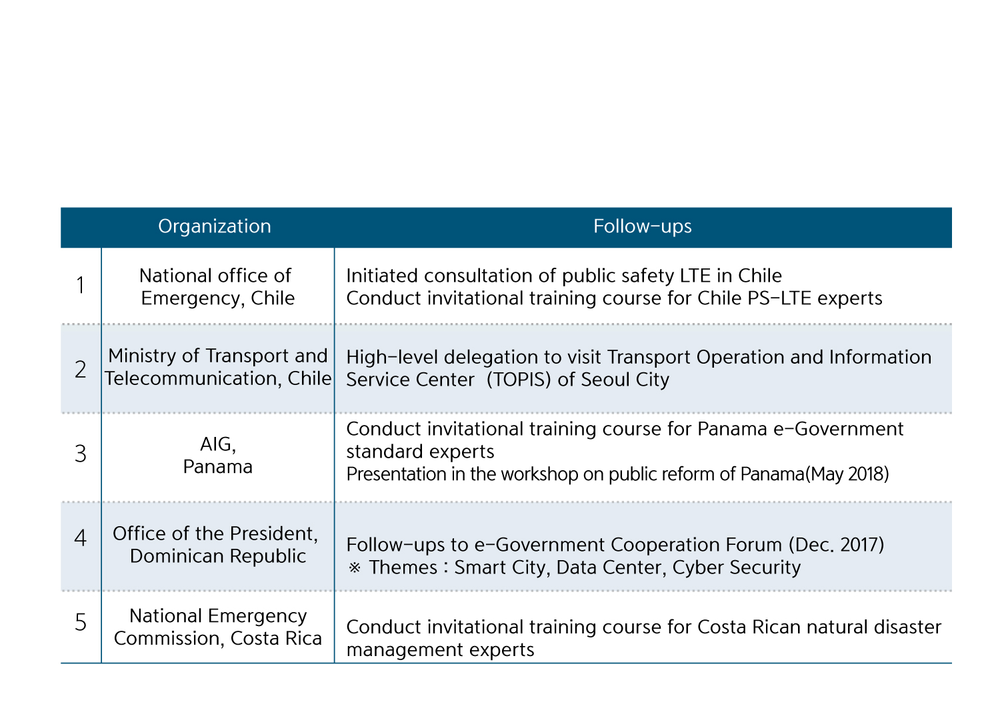 Organization
Follow-ups
1
National office of
Emergency, Chile
Initiated consultation of public safety LTE in Chile
Conduct invitational training course for Chile PS-LTE experts
2
Ministry of Transport and
Telecommunication, Chile
High-level delegation to visit Transport Operation and Information
Service Center (TOPIS) of Seoul City
3
AIG,
Panama
Conduct invitational training course for Panama e-Government
standard experts
Presentation in the workshop on public reform of Panama(May 2018)
4
Office of the President,
Dominican Republic
Follow-ups to e-Government Cooperation Forum (Dec. 2017)
※ Themes : Smart City, Data Center, Cyber Security
5
National Emergency
Commission, Costa Rica
Conduct invitational training course for Costa Rican natural disaster
management experts